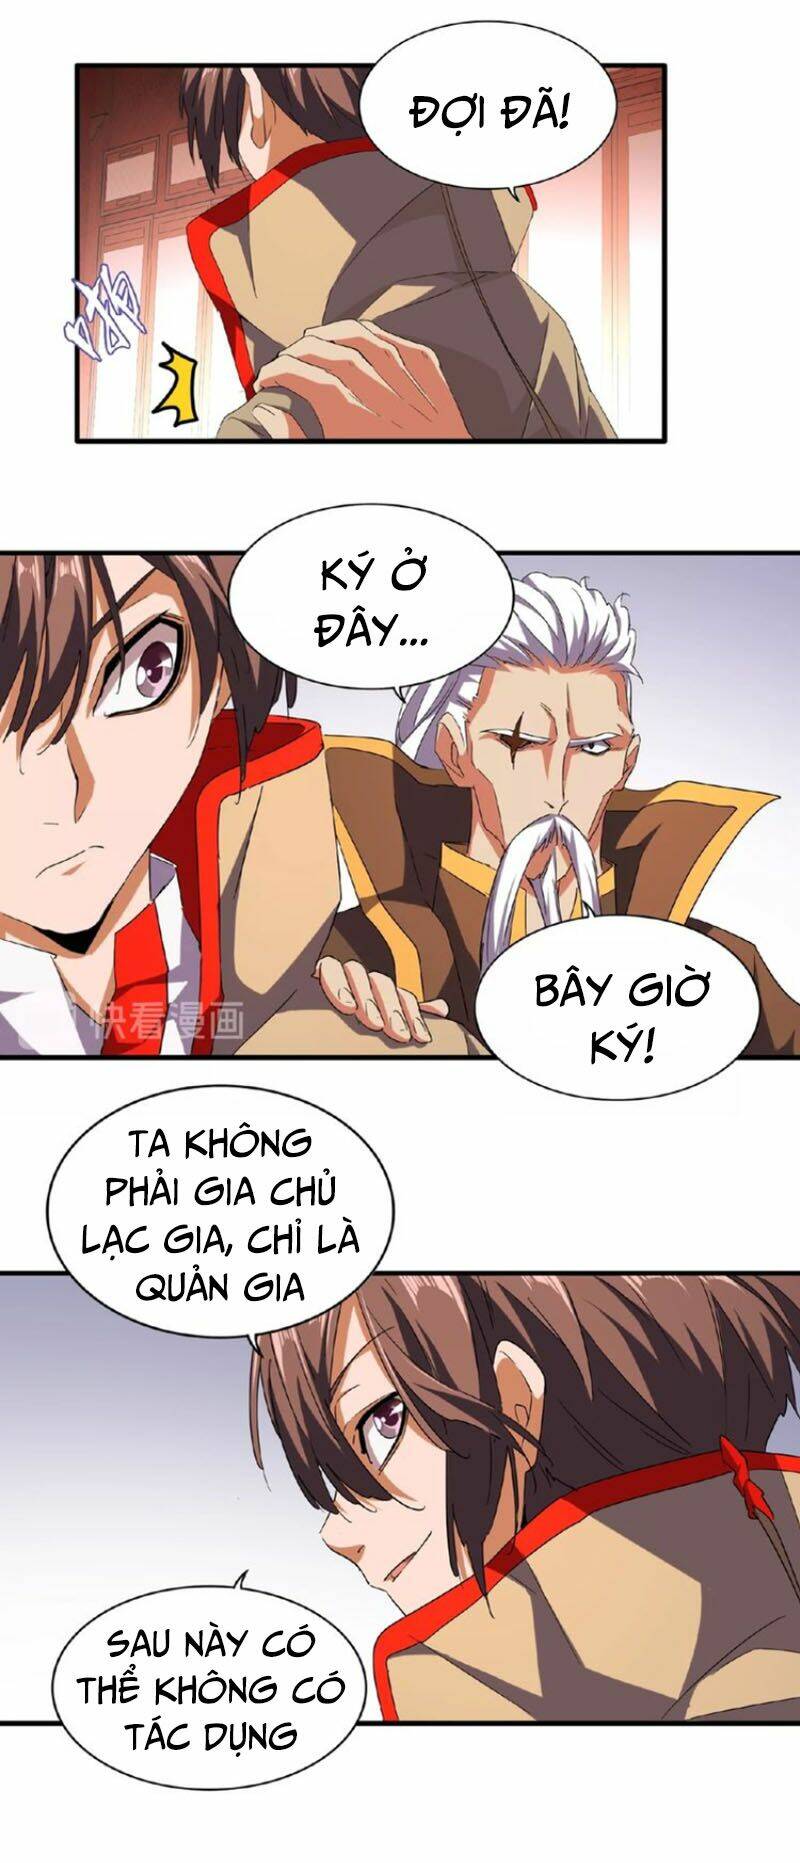 ĐỢI ĐÃ!
啪
KÝ Ở
ĐÂY...
BÂY GIỜ
KÝ!
快看漫画
TA KHÔNG
PHẢI GIA CHỦ
LẠC GIA, CHỈ LÀ
QUẢN GIA
SAU NÀY CÓ
THỂ KHÔNG CÓ
TÁC DỤNG